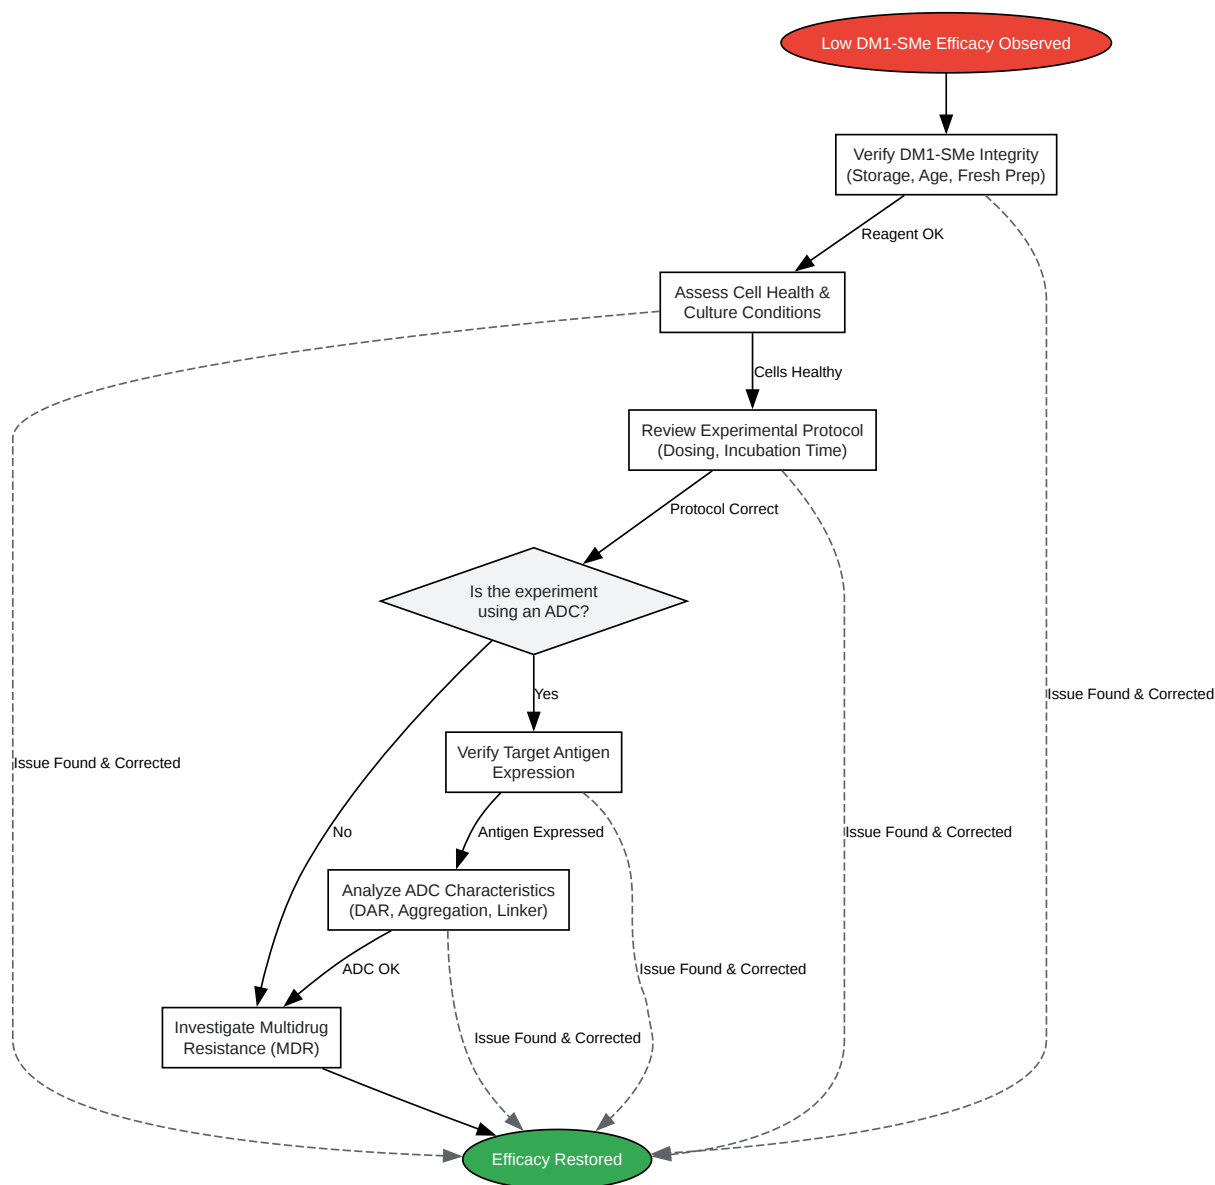 Low DM1-SMe Efficacy Observed
Verify DM1-SMe Integrity
(Storage, Age, Fresh Prep)
Reagent OK
Assess Cell Health &
Culture Conditions
Cells Healthy
Review Experimental Protocol
(Dosing, Incubation Time)
Protocol Correct
Is the experiment
using an ADC?
Yes
Issue Found & Corrected
Verify Target Antigen
Expression
Issue Found & Corrected
No
Antigen Expressed
Issue Found & Corrected
Analyze ADC Characteristics
(DAR, Aggregation, Linker)
ADC OK
Issue Found & Corrected
Investigate Multidrug
Resistance (MDR)
Issue Found & Corrected
Efficacy Restored